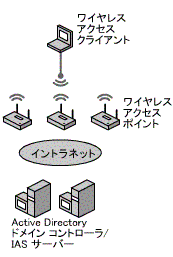 ワイヤレス
アクセス
クライアント
ワイヤレス
アクセス
ポイント
イントラネット
Active Directory
ドメイン コントローラ/
IAS サーバー